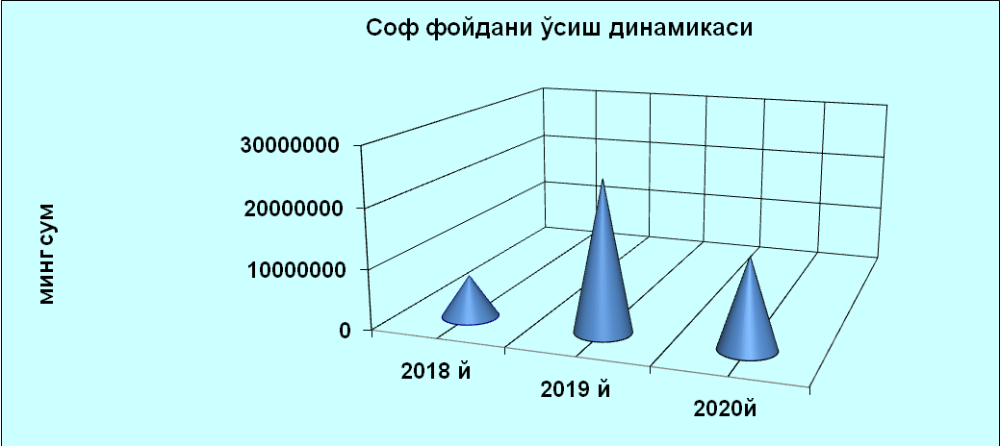 Соф фойдани ўсиш динамикаси
30000000
20000000
10000000
0
минг сум
2018 й
2019 й
2020й